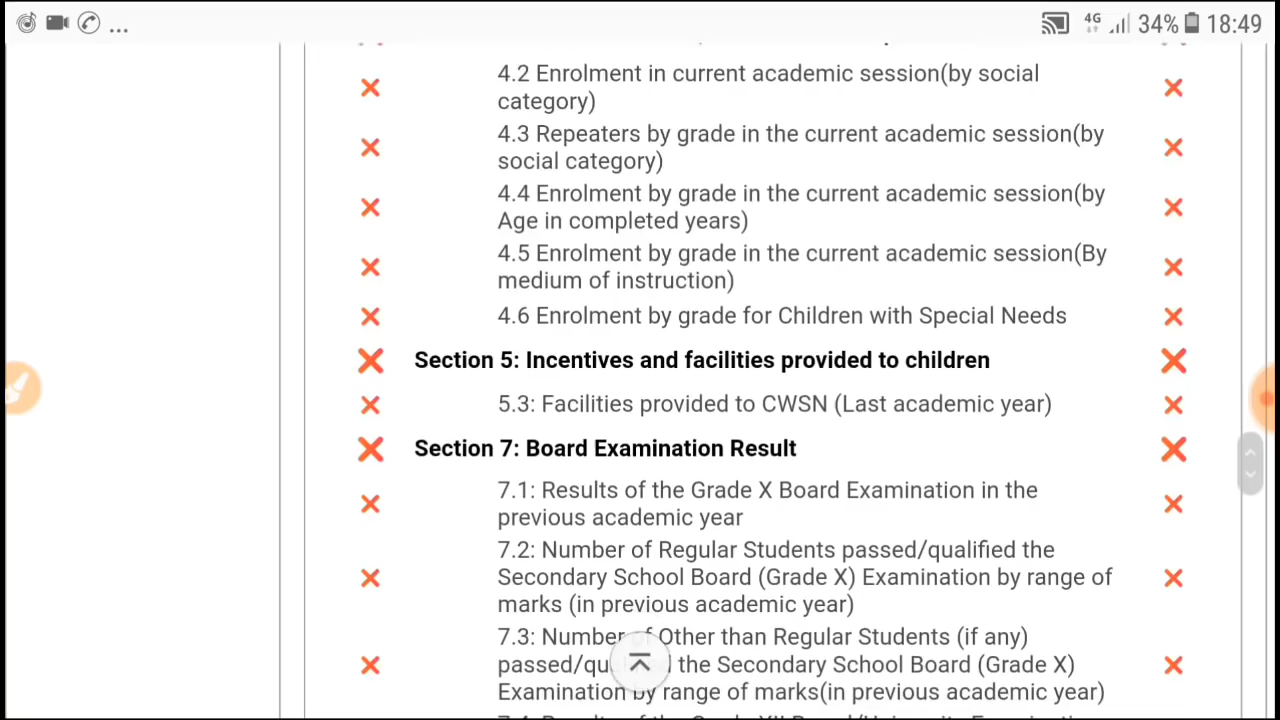 ... 4G 34% 18:49
4.2 Enrolment in current academic session(by social
category)
4.3 Repeaters by grade in the current academic session(by
social category)
4.4 Enrolment by grade in the current academic session(by
Age in completed years)
4.5 Enrolment by grade in the current academic session(By
medium of instruction)
4.6 Enrolment by grade for Children with Special Needs
Section 5: Incentives and facilities provided to children
5.3: Facilities provided to CWSN (Last academic year)
Section 7: Board Examination Result
7.1: Results of the Grade X Board Examination in the
previous academic year
7.2: Number of Regular Students passed/qualified the
Secondary School Board (Grade X) Examination by range of
marks (in previous academic year)
7.3: Number of Other than Regular Students (if any)
the Secondary School Board (Grade X)
Examination by range of marks(in previous academic year)